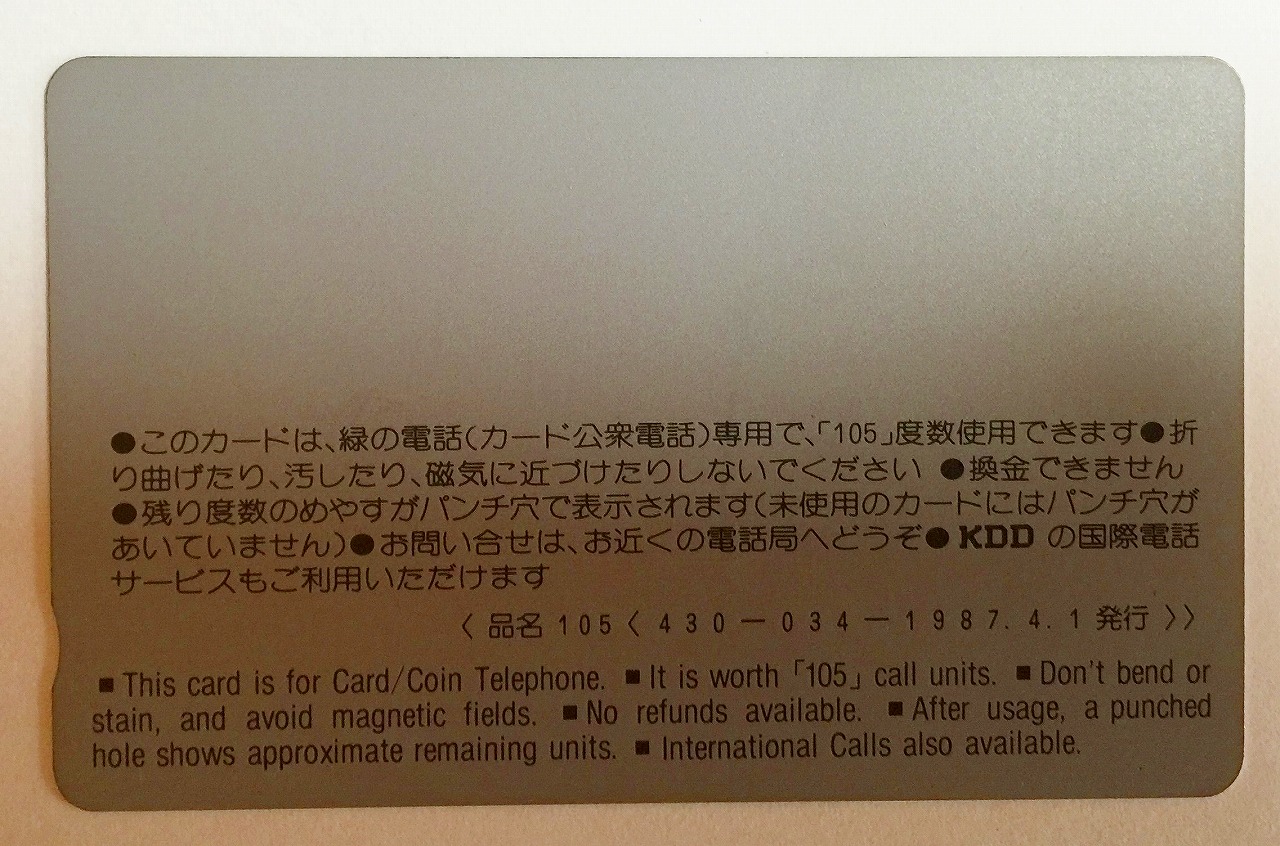 ●このカードは、緑の電話(カード公衆電話)専用で、「105」度数使用できます●折
り曲げたり、汚したり、磁気に近づけたりしないでください ●換金できません
●残り度数のめやすがパンチ穴で表示されます(未使用のカードにはパンチ穴が
あいていません)●お問い合せは、お近くの電話局へどうぞ● KDD の国際電話
サービスもご利用いただけます
〈 品名 105〈 430－034－1987. 4. 1 発行 〉〉
■ This card is for Card/Coin Telephone. ■ It is worth「105」call units. ■ Don't bend or
stain, and avoid magnetic fields. ■ No refunds available. ■ After usage, a punched
hole shows approximate remaining units. ■ International Calls also available.